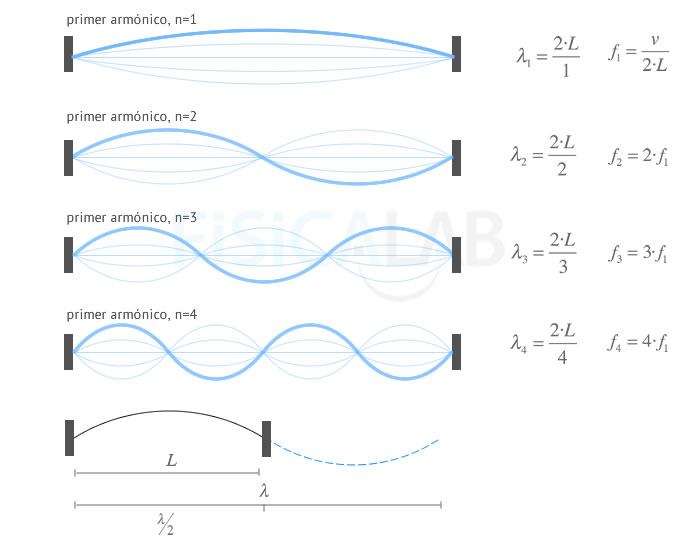 primer armónico, n=1
λ₁ = 2·L/1
f₁ = v/2·L
primer armónico, n=2
λ₂ = 2·L/2
f₂ = 2·f₁
primer armónico, n=3
FiSiCALAB
λ₃ = 2·L/3
f₃ = 3·f₁
primer armónico, n=4
λ₄ = 2·L/4
f₄ = 4·f₁
L
λ
λ/2